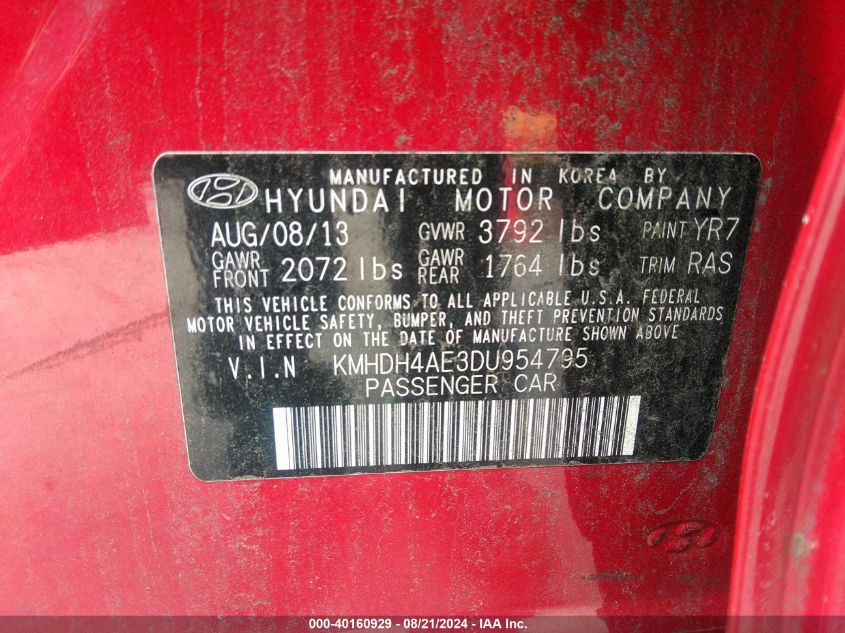 MANUFACTURED IN KOREA BY
HYUNDAI MOTOR COMPANY
AUG/08/13 GVWR 3792 lbs PAINT YR7
GAWR FRONT 2072 lbs GAWR REAR 1764 lbs TRIM RAS
THIS VEHICLE CONFORMS TO ALL APPLICABLE U.S.A. FEDERAL
MOTOR VEHICLE SAFETY, BUMPER, AND THEFT PREVENTION STANDARDS
IN EFFECT ON THE DATE OF MANUFACTURE SHOWN ABOVE
V.I.N KMHDH4AE3DU954795
PASSENGER CAR
000-40160929 - 08/21/2024 - IAA Inc.